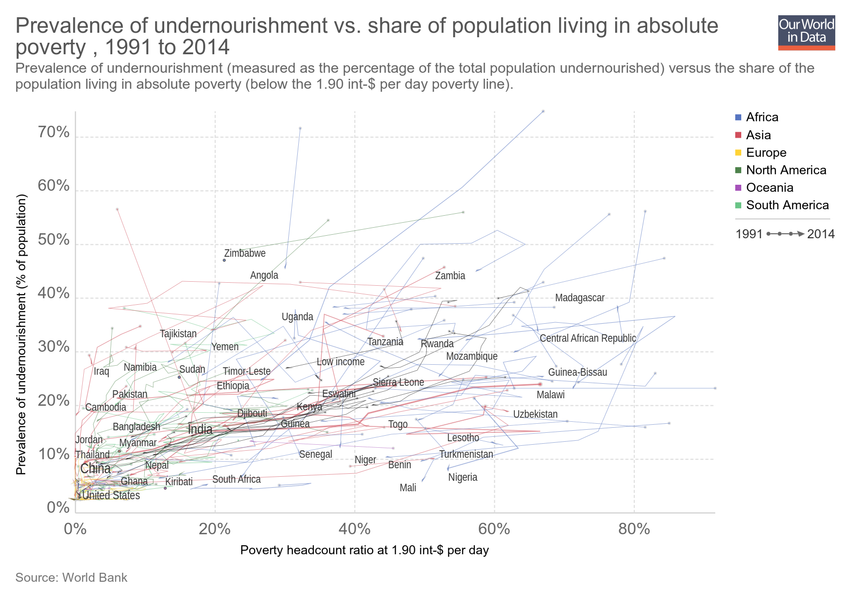 Prevalence of undernourishment vs. share of population living in absolute
poverty , 1991 to 2014
Our World
in Data
Prevalence of undernourishment (measured as the percentage of the total population undernourished) versus the share of the
population living in absolute poverty (below the 1.90 int-$ per day poverty line).
Africa
Asia
Europe
North America
Oceania
South America
1991
2014
Prevalence of undernourishment (% of population)
70%
60%
50%
40%
30%
20%
10%
0%
Zimbabwe
Angola
Zambia
Madagascar
Uganda
Tajikistan
Central African Republic
Tanzania
Rwanda
Yemen
Mozambique
Low income
Iraq
Namibia
Sudan
Timor-Leste
Guinea-Bissau
Sierra Leone
Ethiopia
Pakistan
Eswatini
Malawi
Cambodia
Kenya
Djibouti
Uzbekistan
Bangladesh
India
Guinea
Togo
Jordan
Myanmar
Lesotho
Thailand
Senegal
Turkmenistan
China
Nepal
Niger
Benin
Ghana
Kiribati
South Africa
Nigeria
Mali
United States
0%
20%
40%
60%
80%
Poverty headcount ratio at 1.90 int-$ per day
Source: World Bank